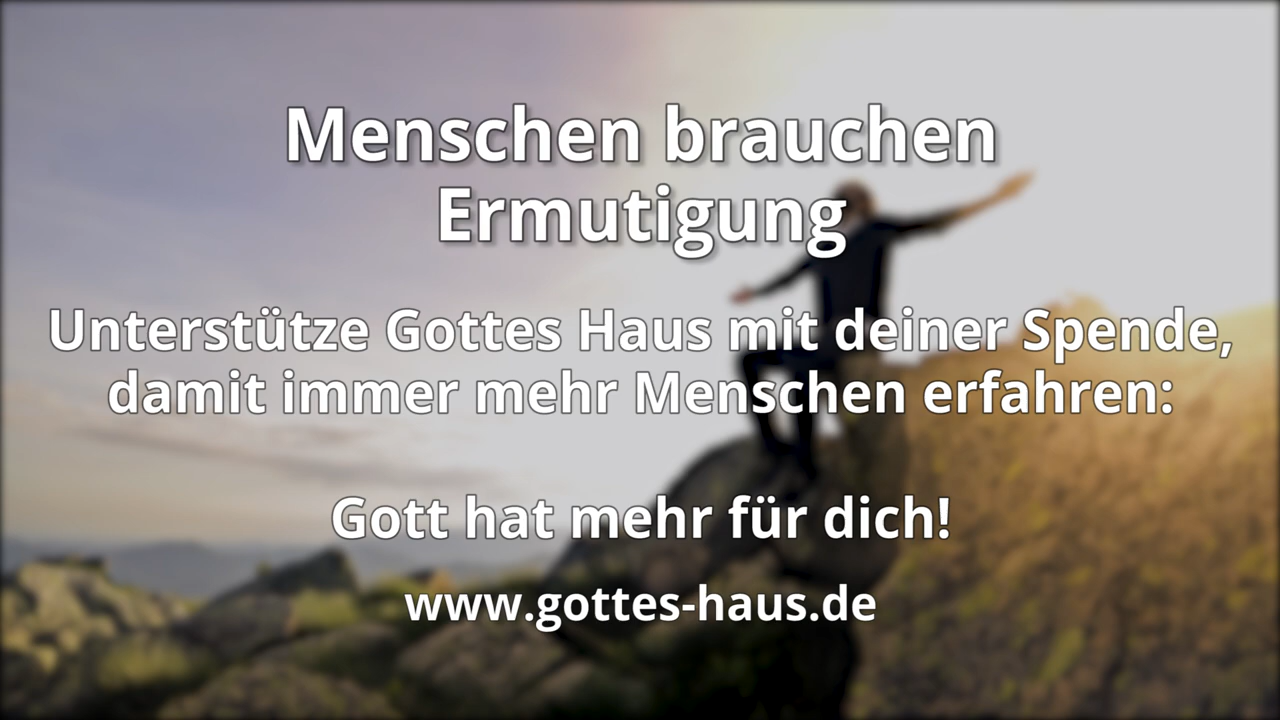 Menschen brauchen
Ermutigung
Unterstütze Gottes Haus mit deiner Spende,
damit immer mehr Menschen erfahren:
Gott hat mehr für dich!
www.gottes-haus.de